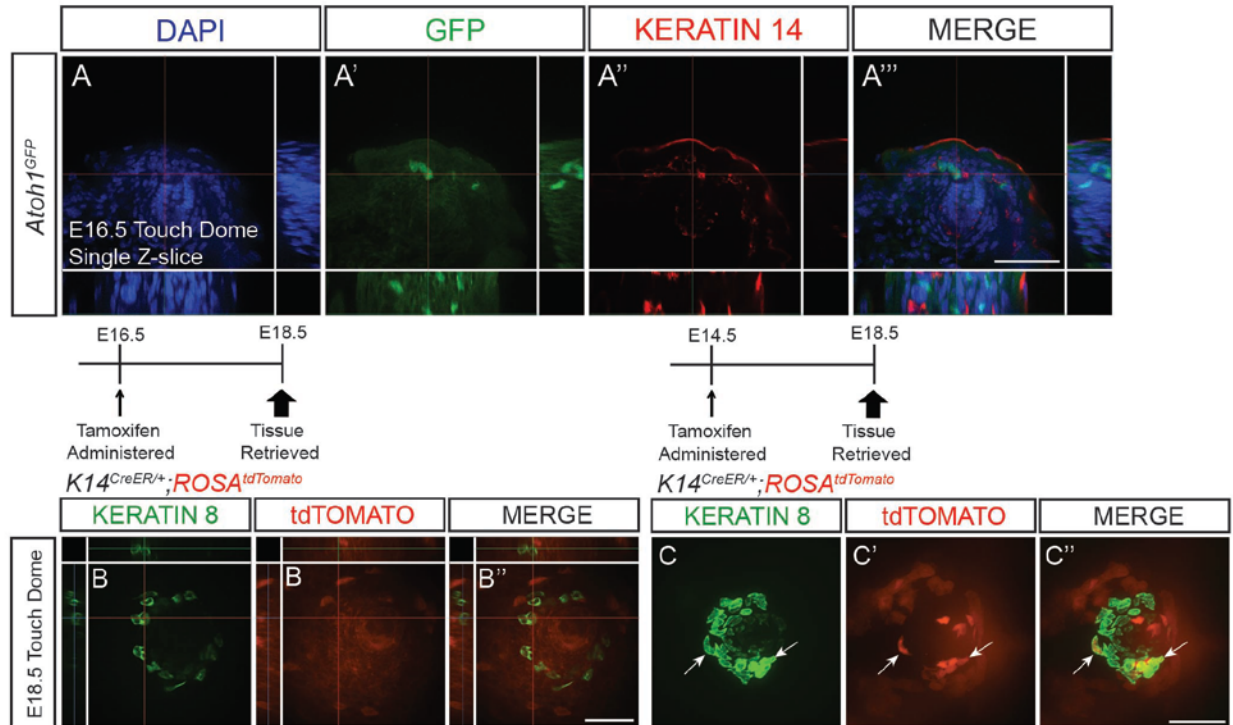 DAPI GFP KERATIN 14 MERGE
Atoh1GFP
A A' A'' A'''
E16.5 Touch Dome
Single Z-slice
E16.5 E18.5
Tamoxifen Administered
Tissue Retrieved
K14CreER/+;ROSAtdTomato
E14.5 E18.5
Tamoxifen Administered
Tissue Retrieved
K14CreER/+;ROSAtdTomato
E18.5 Touch Dome
KERATIN 8 tdTOMATO MERGE
B B B''
KERATIN 8 tdTOMATO MERGE
C C' C''